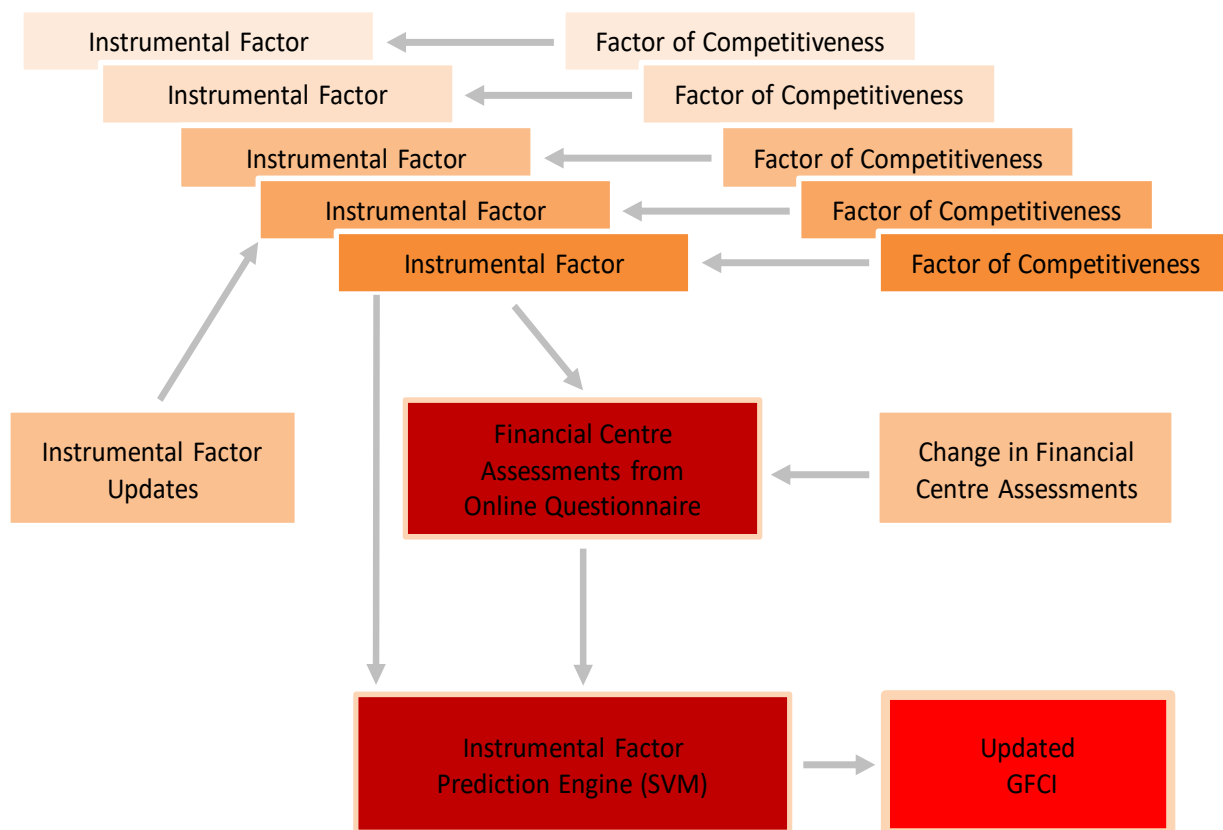 Instrumental Factor
Factor of Competitiveness
Instrumental Factor
Factor of Competitiveness
Instrumental Factor
Factor of Competitiveness
Instrumental Factor
Factor of Competitiveness
Instrumental Factor
Factor of Competitiveness
Instrumental Factor
Updates
Financial Centre
Assessments from
Online Questionnaire
Change in Financial
Centre Assessments
Instrumental Factor
Prediction Engine (SVM)
Updated
GFCI